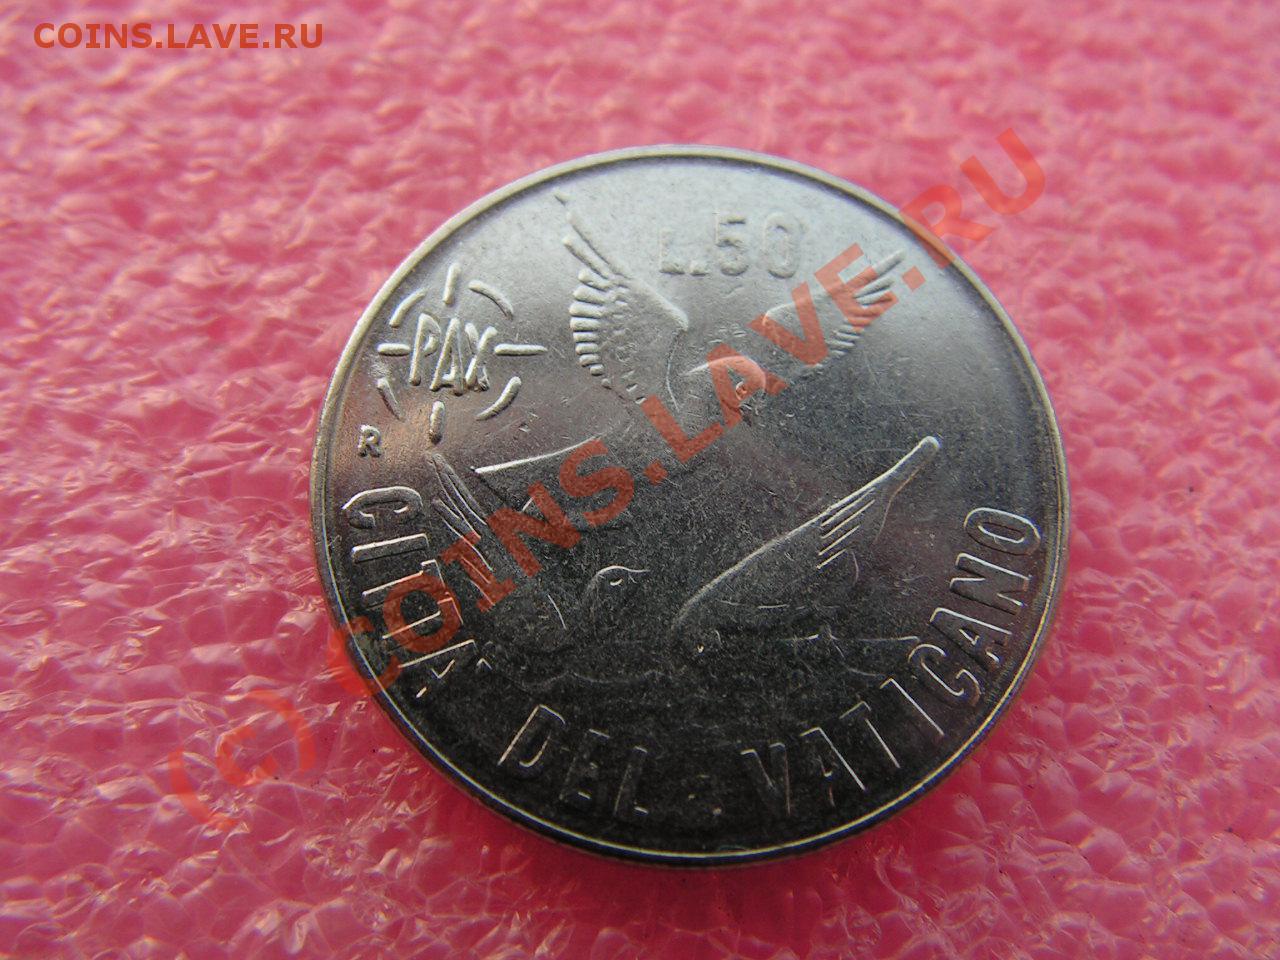 COINS.LAVE.RU
L.50
PAX
R
CITTA' DEL VATICANO
(c) COINS.LAVE.RU